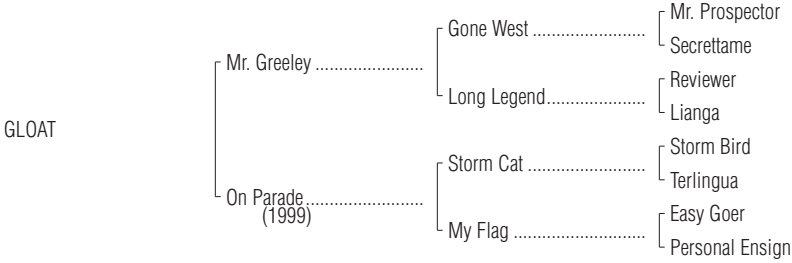 Mr. Prospector
Gone West ........................
Secrettame
Mr. Greeley .......................
Reviewer
Long Legend.....................
Lianga
GLOAT
Storm Bird
Storm Cat .........................
Terlingua
On Parade.........................
(1999)
Easy Goer
My Flag ............................
Personal Ensign